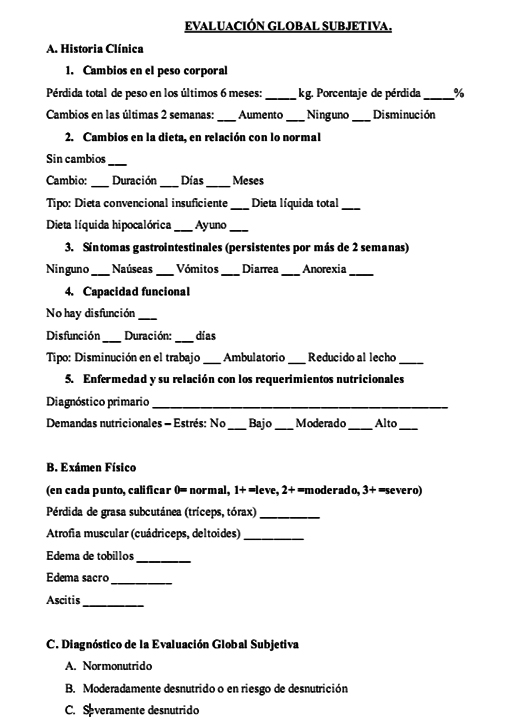 EVALUACIÓN GLOBAL SUBJETIVA.
A. Historia Clínica
1. Cambios en el peso corporal
Pérdida total de peso en los últimos 6 meses: _____ kg. Porcentaje de pérdida _____%
Cambios en las últimas 2 semanas: ___ Aumento ___ Ninguno ___ Disminución
2. Cambios en la dieta, en relación con lo normal
Sin cambios ___
Cambio: ___ Duración ___ Días ____ Meses
Tipo: Dieta convencional insuficiente ___ Dieta líquida total ___
Dieta líquida hipocalórica ___ Ayuno ___
3. Síntomas gastrointestinales (persistentes por más de 2 semanas)
Ninguno ___ Naúseas ___ Vómitos ___ Diarrea ___ Anorexia ____
4. Capacidad funcional
No hay disfunción ___
Disfunción ___ Duración: ___ días
Tipo: Disminución en el trabajo ___ Ambulatorio ___ Reducido al lecho ____
5. Enfermedad y su relación con los requerimientos nutricionales
Diagnóstico primario ________________________________________________
Demandas nutricionales – Estrés: No ___ Bajo ___ Moderado ____ Alto ___
B. Exámen Físico
(en cada punto, calificar 0= normal, 1+ =leve, 2+ =moderado, 3+ =severo)
Pérdida de grasa subcutánea (tríceps, tórax) __________
Atrofia muscular (cuádriceps, deltoides) __________
Edema de tobillos _________
Edema sacro __________
Ascitis __________
C. Diagnóstico de la Evaluación Global Subjetiva
A. Normonutrido
B. Moderadamente desnutrido o en riesgo de desnutrición
C. Severamente desnutrido